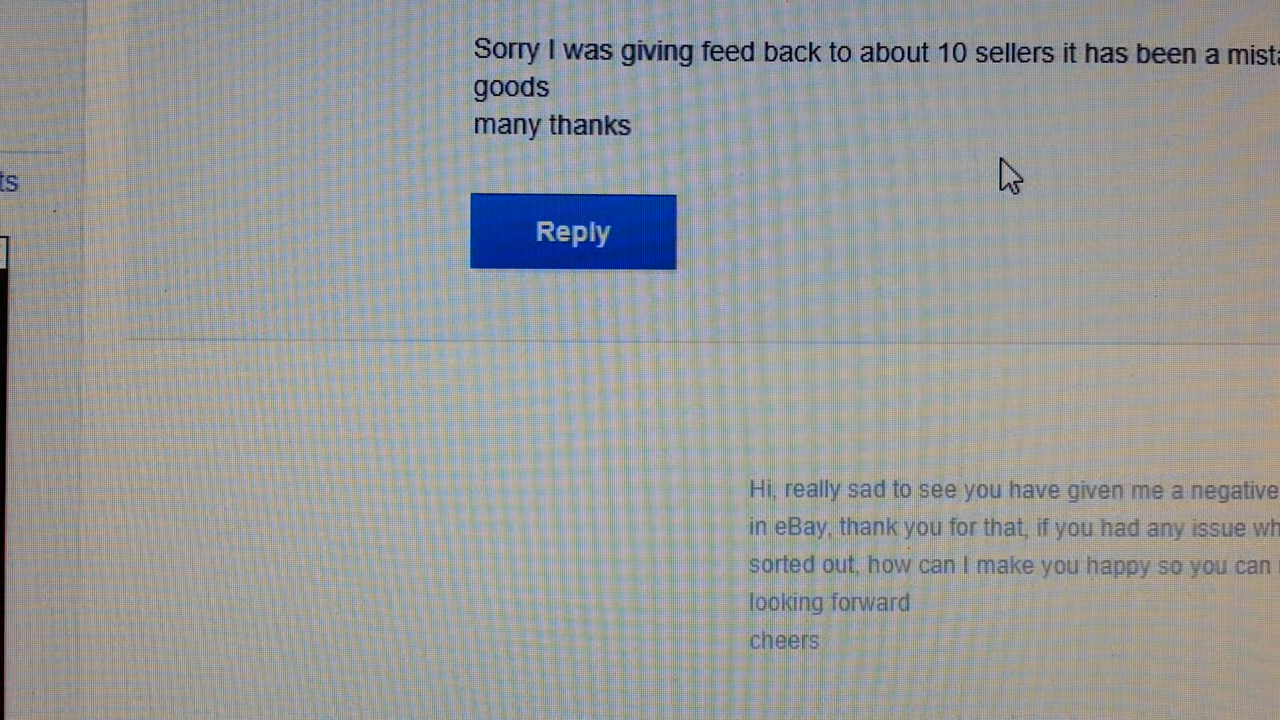 Sorry I was giving feed back to about 10 sellers it has been a
goods
many thanks
ts
Reply
Hi, really sad to see you have given me a negative
in eBay, thank you for that, if you had any issue
sorted out, how can I make you happy so you can
looking forward
cheers